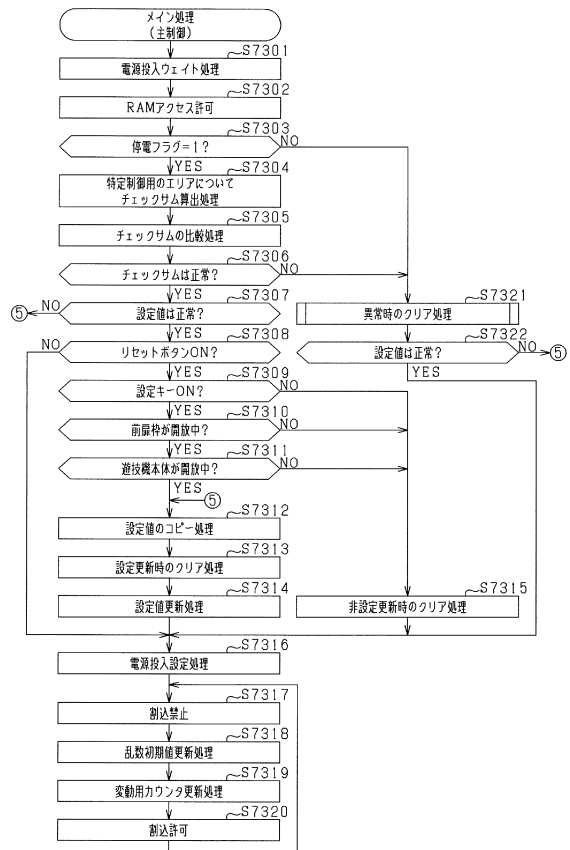 メイン処理
(主制御)
S7301
電源投入ウェイト処理
S7302
RAMアクセス許可
S7303
停電フラグ=1?
NO
YES
S7304
特定制御用のエリアについて
チェックサム算出処理
S7305
チェックサムの比較処理
S7306
チェックサムは正常?
NO
YES
S7307
設定値は正常?
NO
⑤
S7321
異常時のクリア処理
YES
S7308
リセットボタンON?
NO
S7322
設定値は正常?
NO
⑤
YES
YES
S7309
設定キーON?
NO
YES
S7310
前扉枠が開放中?
NO
YES
S7311
遊技機本体が開放中?
NO
YES
⑤
S7312
設定値のコピー処理
S7313
設定更新時のクリア処理
S7314
設定値更新処理
S7315
非設定更新時のクリア処理
S7316
電源投入設定処理
S7317
割込禁止
S7318
乱数初期値更新処理
S7319
変動用カウンタ更新処理
S7320
割込許可